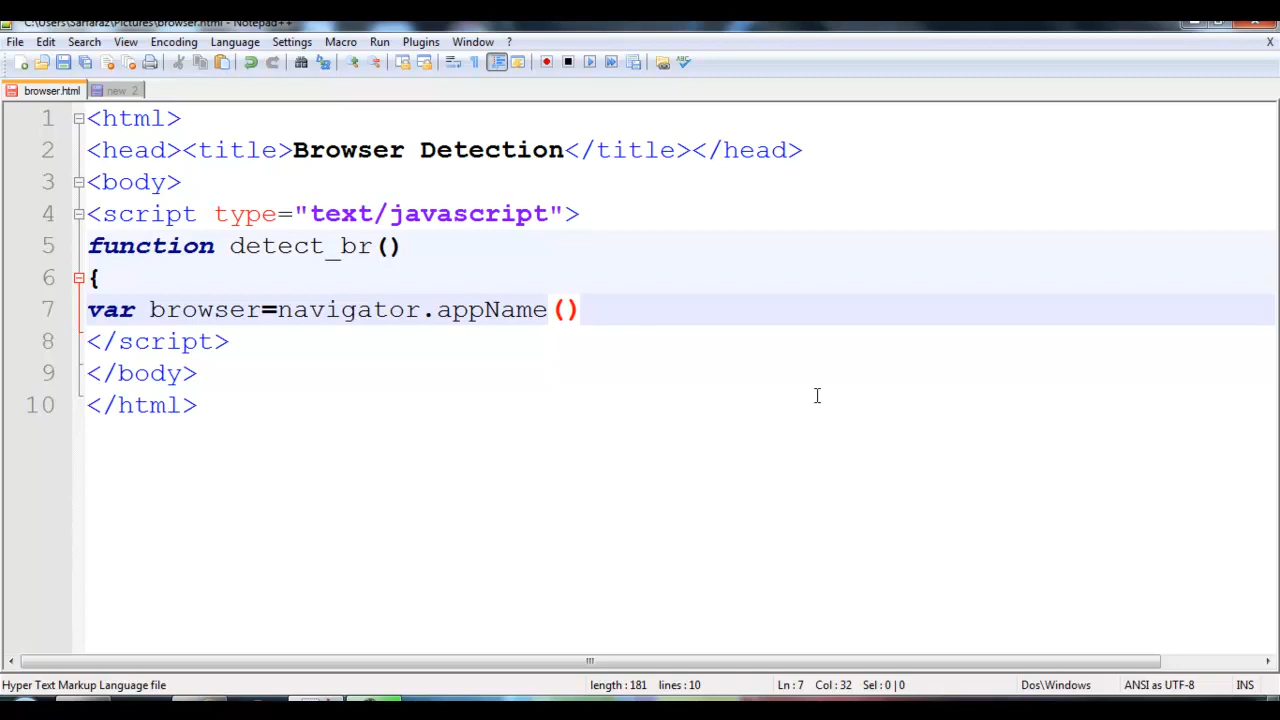 C:\Users\Sarfaraz\Pictures\browser.html - Notepad++
File Edit Search View Encoding Language Settings Macro Run Plugins Window ? X
browser.html new 2
1 <html>
2 <head><title>Browser Detection</title></head>
3 <body>
4 <script type="text/javascript">
5 function detect_br()
6 {
7 var browser=navigator.appName()
8 </script>
9 </body>
10 </html>
Hyper Text Markup Language file length : 181 lines : 10 Ln : 7 Col : 32 Sel : 0 | 0 Dos\Windows ANSI as UTF-8 INS